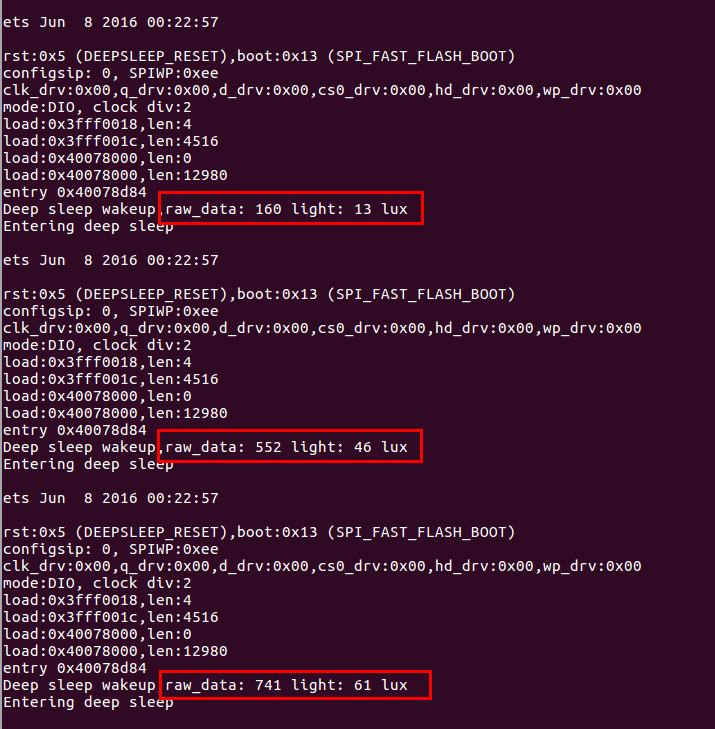 ets Jun  8 2016 00:22:57
rst:0x5 (DEEPSLEEP_RESET),boot:0x13 (SPI_FAST_FLASH_BOOT)
configsip: 0, SPIWP:0xee
clk_drv:0x00,q_drv:0x00,d_drv:0x00,cs0_drv:0x00,hd_drv:0x00,wp_drv:0x00
mode:DIO, clock div:2
load:0x3fff0018,len:4
load:0x3fff001c,len:4516
load:0x40078000,len:0
load:0x40078000,len:12980
entry 0x40078d84
Deep sleep wakeup,raw_data: 160 light: 13 lux
Entering deep sleep
ets Jun  8 2016 00:22:57
rst:0x5 (DEEPSLEEP_RESET),boot:0x13 (SPI_FAST_FLASH_BOOT)
configsip: 0, SPIWP:0xee
clk_drv:0x00,q_drv:0x00,d_drv:0x00,cs0_drv:0x00,hd_drv:0x00,wp_drv:0x00
mode:DIO, clock div:2
load:0x3fff0018,len:4
load:0x3fff001c,len:4516
load:0x40078000,len:0
load:0x40078000,len:12980
entry 0x40078d84
Deep sleep wakeup,raw_data: 552 light: 46 lux
Entering deep sleep
ets Jun  8 2016 00:22:57
rst:0x5 (DEEPSLEEP_RESET),boot:0x13 (SPI_FAST_FLASH_BOOT)
configsip: 0, SPIWP:0xee
clk_drv:0x00,q_drv:0x00,d_drv:0x00,cs0_drv:0x00,hd_drv:0x00,wp_drv:0x00
mode:DIO, clock div:2
load:0x3fff0018,len:4
load:0x3fff001c,len:4516
load:0x40078000,len:0
load:0x40078000,len:12980
entry 0x40078d84
Deep sleep wakeup,raw_data: 741 light: 61 lux
Entering deep sleep